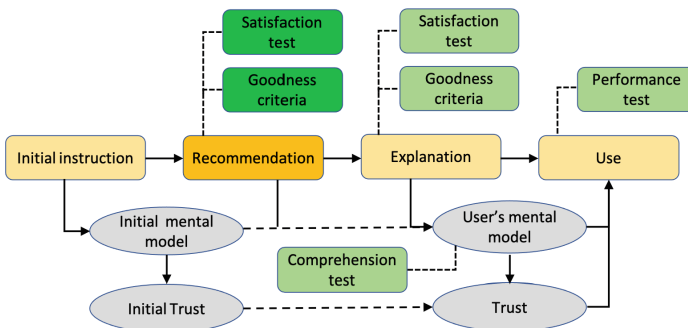 Satisfaction
test
Satisfaction
test
Goodness
criteria
Goodness
criteria
Performance
test
Initial instruction
Recommendation
Explanation
Use
Initial mental
model
User's mental
model
Comprehension
test
Initial Trust
Trust